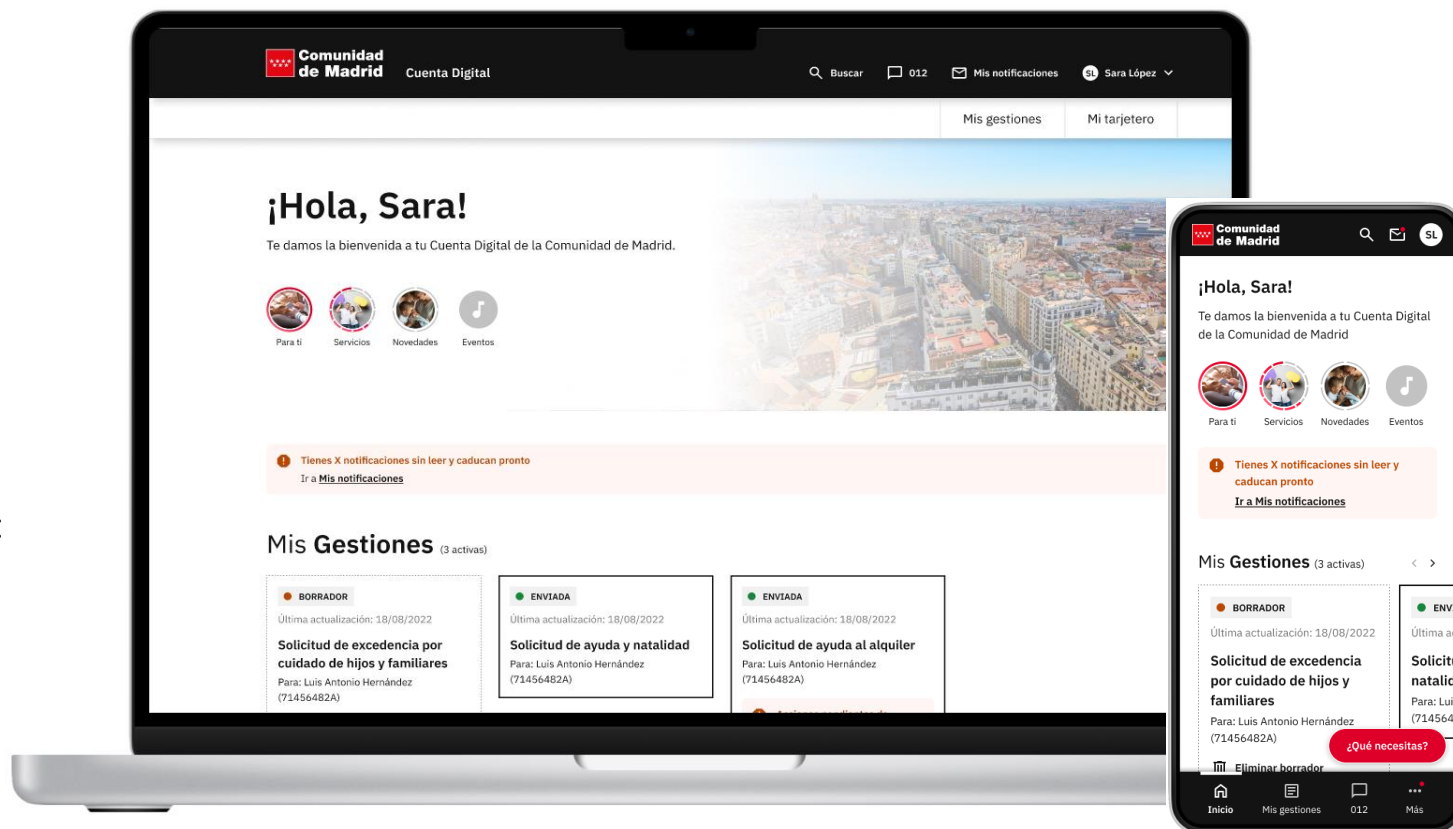 Comunidad
de Madrid
Cuenta Digital
Buscar
012
Mis notificaciones
SL
Sara López
Mis gestiones
Mi tarjetero
¡Hola, Sara!
Te damos la bienvenida a tu Cuenta Digital de la Comunidad de Madrid.
Para ti
Servicios
Novedades
Eventos
Tienes X notificaciones sin leer y caducan pronto
Ir a Mis notificaciones
Mis Gestiones (3 activas)
BORRADOR
Última actualización: 18/08/2022
Solicitud de excedencia por
cuidado de hijos y familiares
Para: Luis Antonio Hernández
(71456482A)
ENVIADA
Última actualización: 18/08/2022
Solicitud de ayuda y natalidad
Para: Luis Antonio Hernández
(71456482A)
ENVIADA
Última actualización: 18/08/2022
Solicitud de ayuda al alquiler
Para: Luis Antonio Hernández
(71456482A)
Comunidad
de Madrid
SL
¡Hola, Sara!
Te damos la bienvenida a tu Cuenta Digital
de la Comunidad de Madrid
Para ti
Servicios
Novedades
Eventos
Tienes X notificaciones sin leer y
caducan pronto
Ir a Mis notificaciones
Mis Gestiones (3 activas)
BORRADOR
Última actualización: 18/08/2022
Solicitud de excedencia
por cuidado de hijos y
familiares
Para: Luis Antonio Hernández
(71456482A)
Eliminar borrador
ENV
Última a
Solicit
natalid
Para: Lui
(714564
¿Qué necesitas?
Inicio
Mis gestiones
012
Más